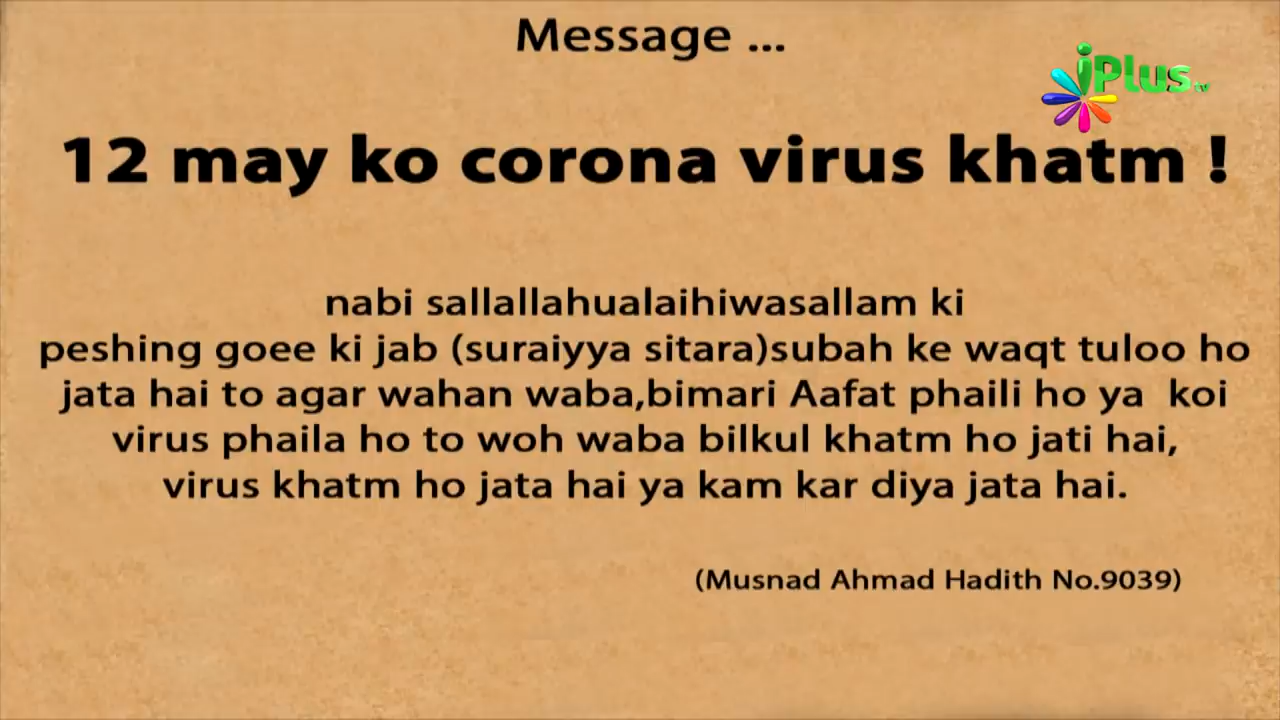 Message ...
iPlus tv
12 may ko corona virus khatm !
nabi sallallahualaihiwasallam ki
peshing goee ki jab (suraiyya sitara)subah ke waqt tuloo ho
jata hai to agar wahan waba,bimari Aafat phaili ho ya koi
virus phaila ho to woh waba bilkul khatm ho jati hai,
virus khatm ho jata hai ya kam kar diya jata hai.
(Musnad Ahmad Hadith No.9039)